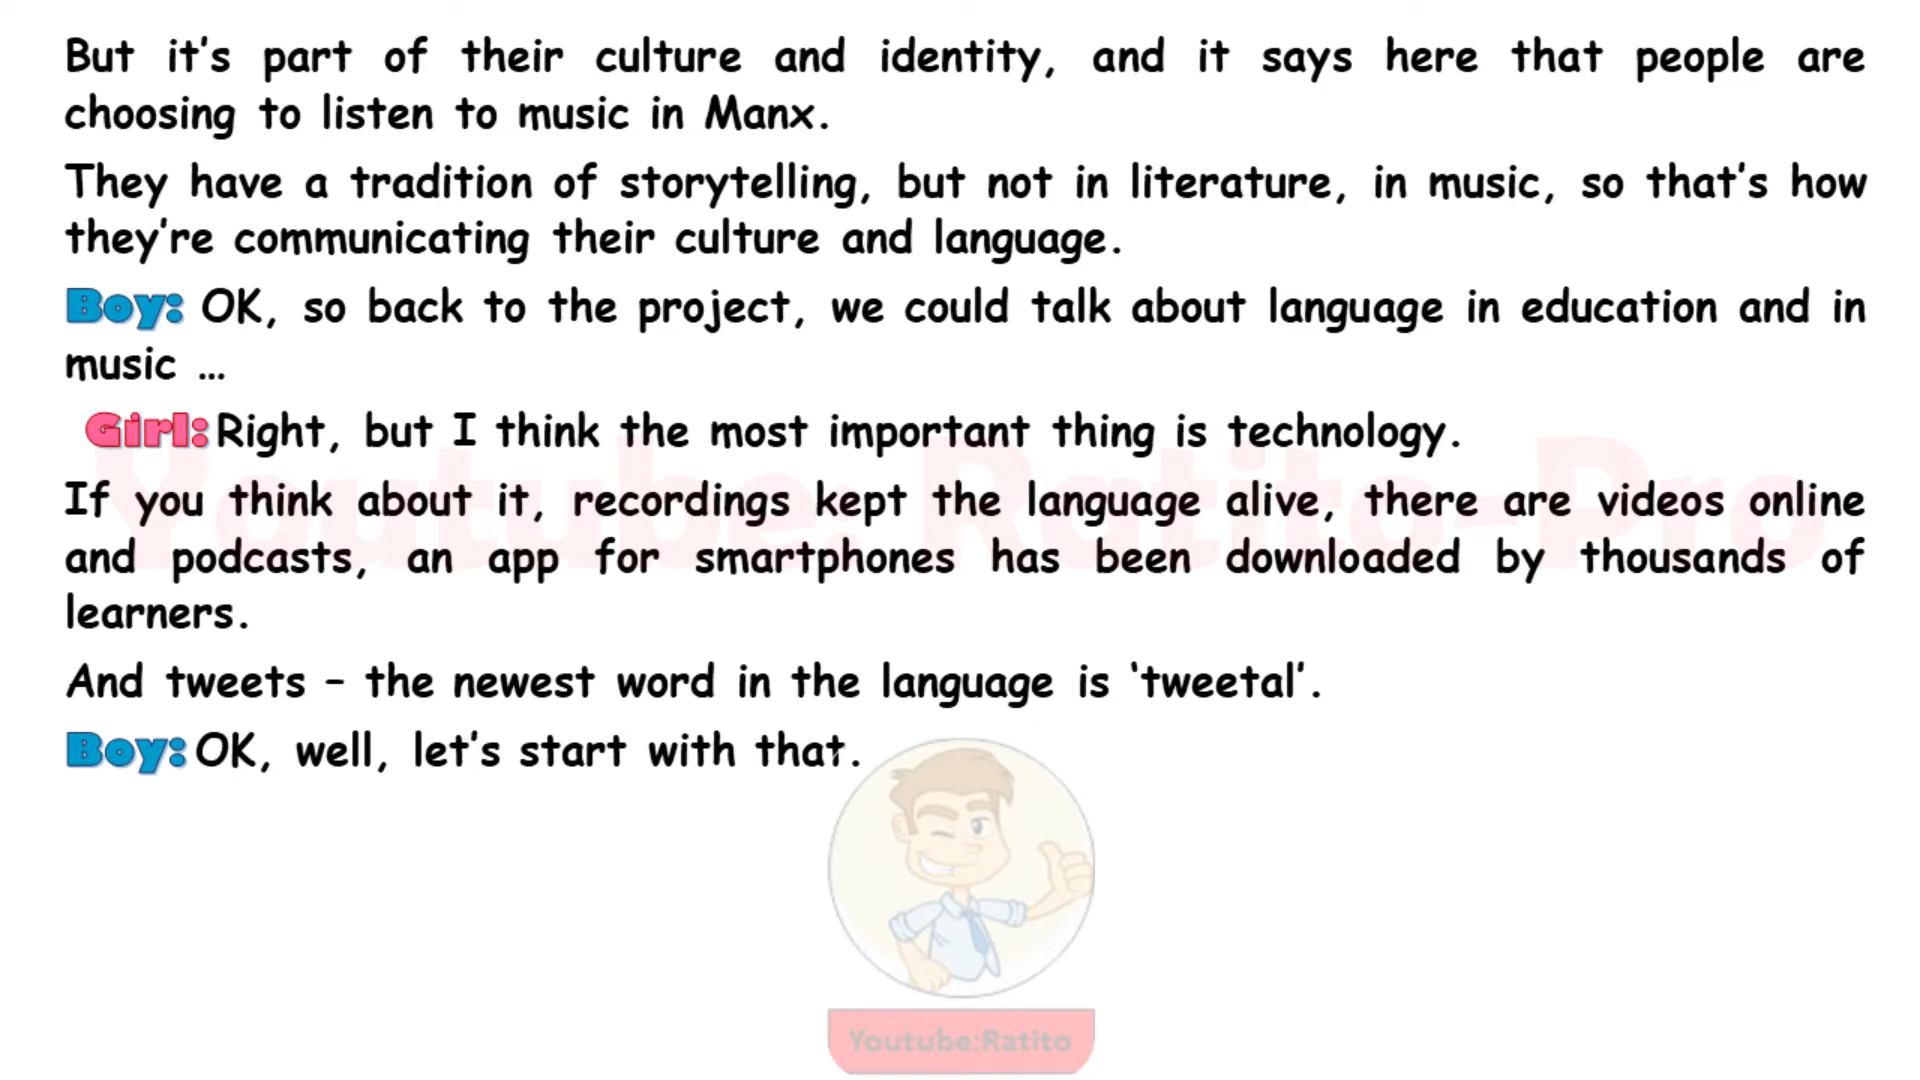 But it's part of their culture and identity, and it says here that people are
choosing to listen to music in Manx.
They have a tradition of storytelling, but not in literature, in music, so that's how
they're communicating their culture and language.
Boy: OK, so back to the project, we could talk about language in education and in
music …
Girl: Right, but I think the most important thing is technology.
If you think about it, recordings kept the language alive, there are videos online
and podcasts, an app for smartphones has been downloaded by thousands of
learners.
And tweets – the newest word in the language is ‘tweetal’.
Boy: OK, well, let's start with that.
Youtube: Ratito-Pro
Youtube:Ratito